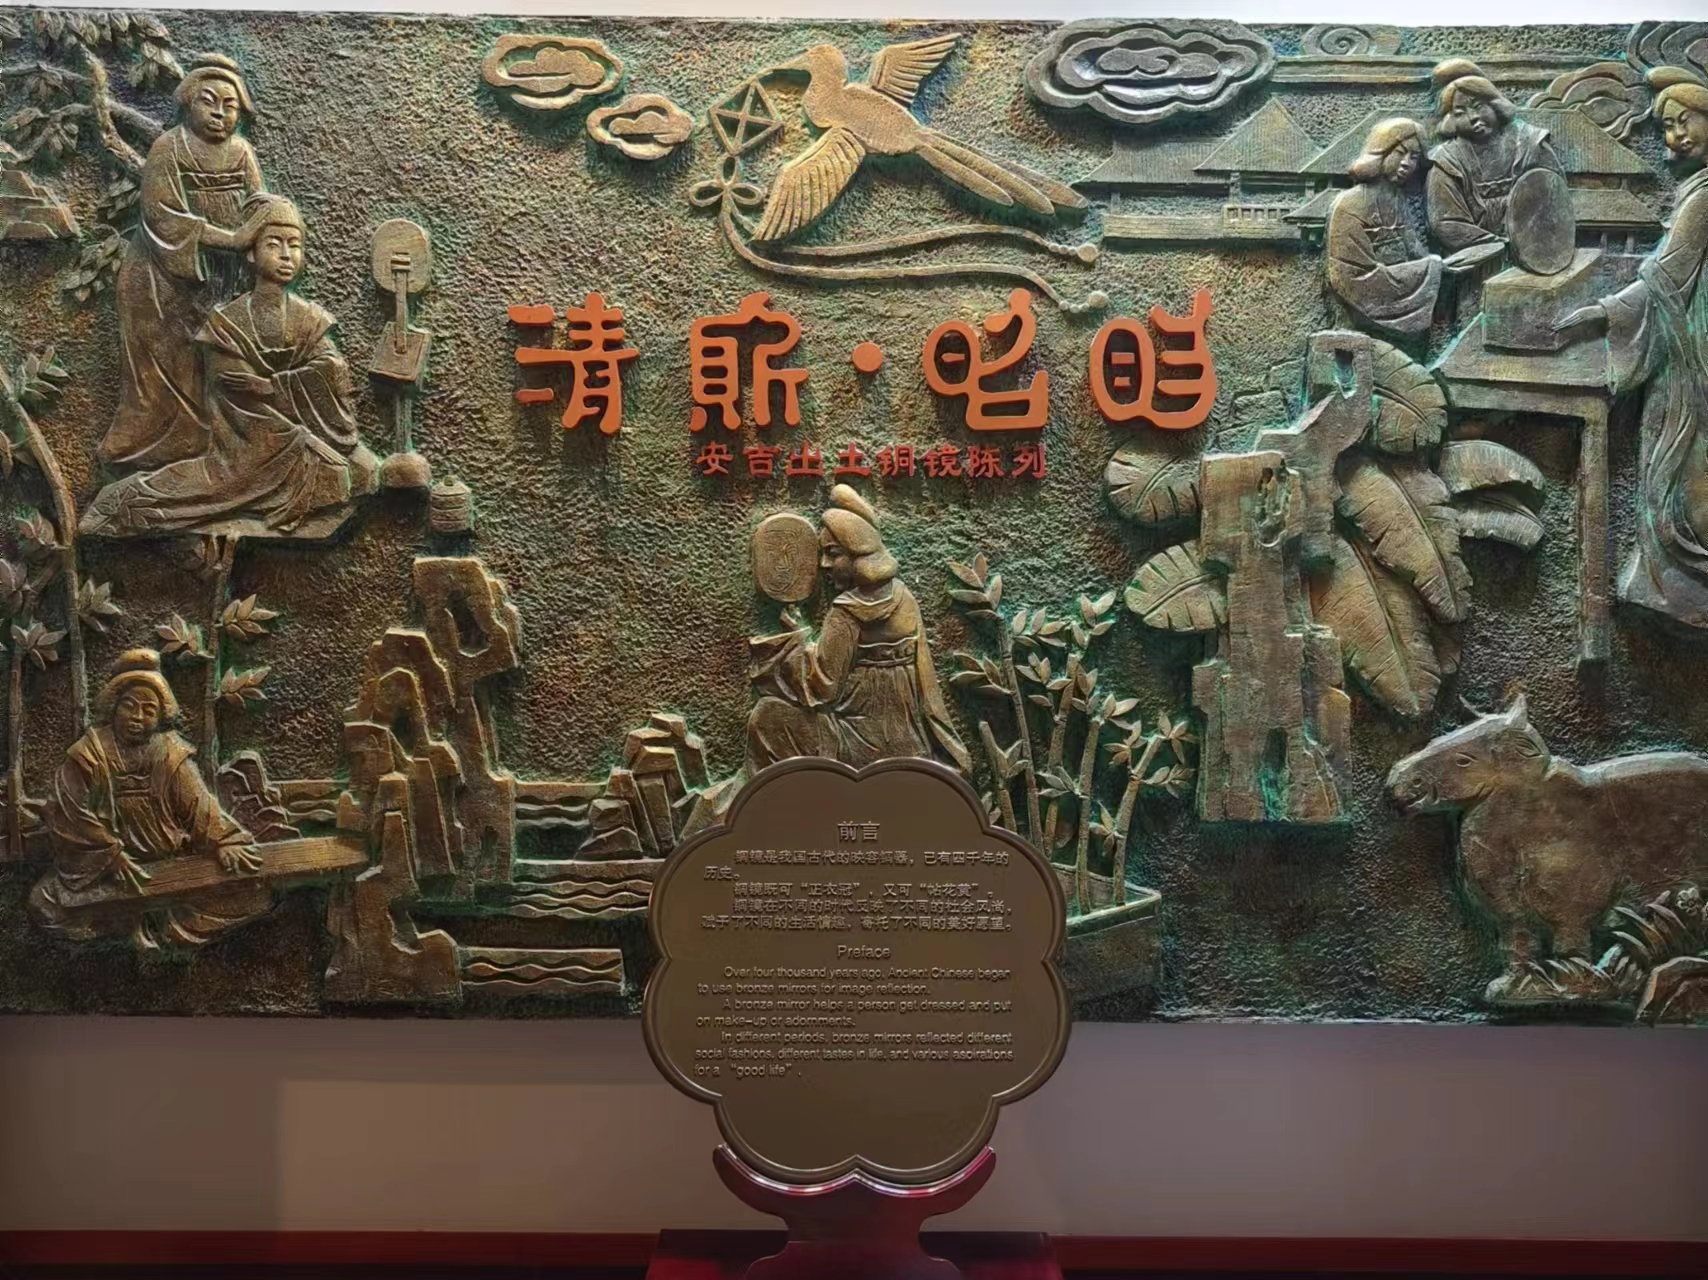 清质·昭明
安吉出土铜镜陈列
前言
铜镜是我国古代的映容铜器，已有四千年的
历史。
铜镜既可“正衣冠”，又可“帖花黄”。
铜镜在不同的时代反映了不同的社会风尚，
赋予了不同的生活情趣、寄托了不同的美好愿望。
Preface
Over four thousand years ago, Ancient Chinese began
to use bronze mirrors for image reflection.
A bronze mirror helps a person get dressed and put
on make-up or adornments.
In different periods, bronze mirrors reflected different
social fashions, different tastes in life, and various aspirations
for a “good life”.